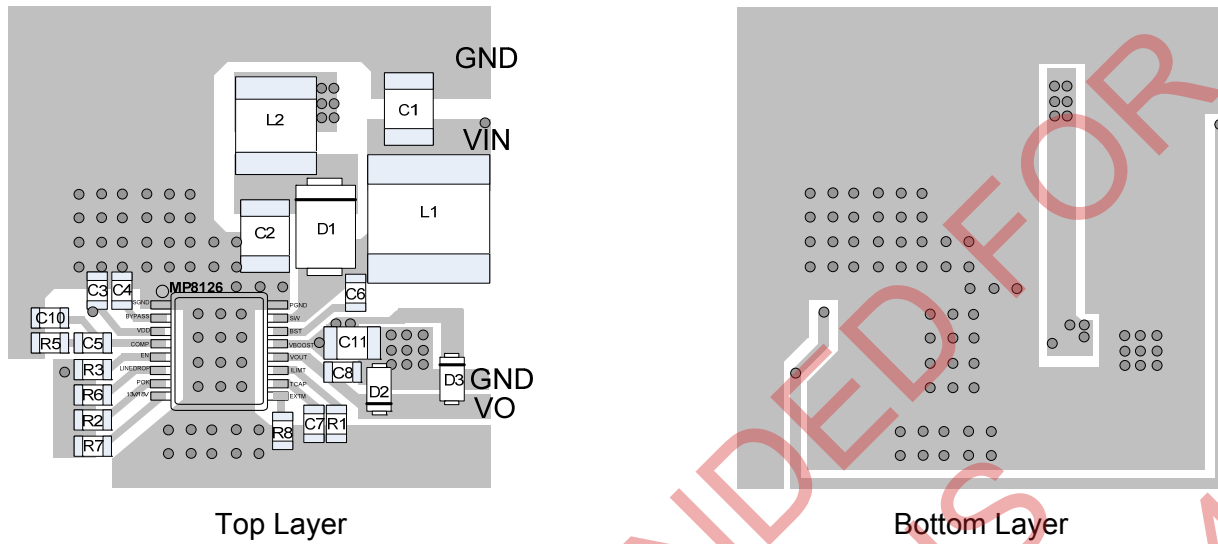 GND
C1
L2
VIN
L1
C2
D1
MP8126
C3
C4
C6
SGND
PGND
BYPASS
SW
C10
VDD
BST
R5
C5
COMP
VBOOST
C11
EN
VOUT
R3
C8
LINEDROP
ILIMT
D2
D3
GND
R6
POK
TCAP
VO
13V/18V
EXTM
R2
R8
C7
R1
R7
NDED FOR
Top Layer
Bottom Layer